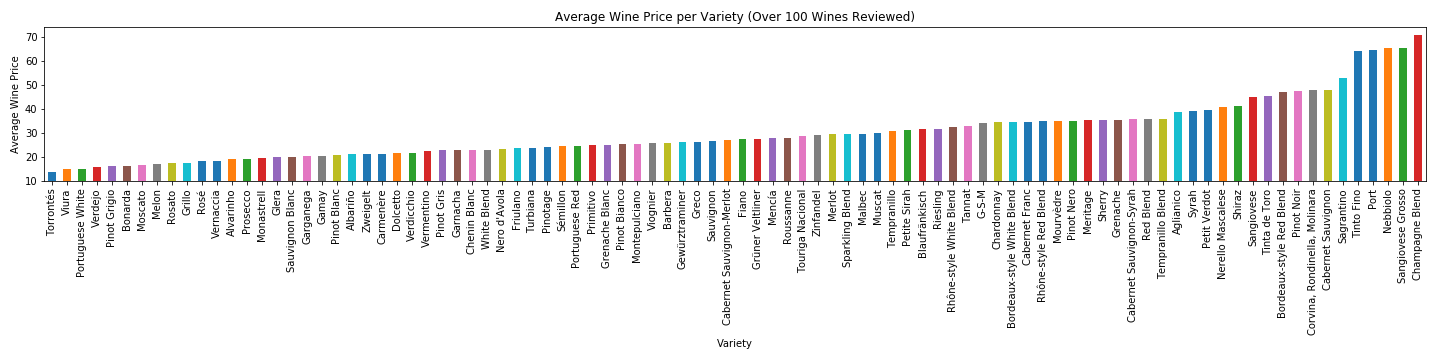 Average Wine Price per Variety (Over 100 Wines Reviewed)
Average Wine Price
70
60
50
40
30
20
10
Torrontés
Viura
Portuguese White
Verdejo
Pinot Grigio
Bonarda
Moscato
Melon
Rosato
Grillo
Rosé
Vernaccia
Alvarinho
Prosecco
Monastrell
Glera
Sauvignon Blanc
Garganega
Gamay
Pinot Blanc
Albariño
Zweigelt
Carmenère
Dolcetto
Verdicchio
Vermentino
Pinot Gris
Garnacha
Chenin Blanc
White Blend
Nero d'Avola
Friulano
Turbiana
Pinotage
Sémillon
Portuguese Red
Primitivo
Grenache Blanc
Pinot Bianco
Montepulciano
Viognier
Barbera
Gewürztraminer
Greco
Sauvignon
Cabernet Sauvignon-Merlot
Fiano
Grüner Veltliner
Mencía
Roussanne
Touriga Nacional
Zinfandel
Merlot
Sparkling Blend
Malbec
Muscat
Tempranillo
Petite Sirah
Blaufränkisch
Riesling
Rhône-style White Blend
Tannat
G-S-M
Chardonnay
Bordeaux-style White Blend
Cabernet Franc
Rhône-style Red Blend
Mourvèdre
Pinot Nero
Meritage
Sherry
Grenache
Cabernet Sauvignon-Syrah
Red Blend
Tempranillo Blend
Aglianico
Syrah
Petit Verdot
Nerello Mascalese
Shiraz
Sangiovese
Tinta de Toro
Bordeaux-style Red Blend
Pinot Noir
Corvina, Rondinella, Molinara
Cabernet Sauvignon
Sagrantino
Tinto Fino
Port
Nebbiolo
Sangiovese Grosso
Champagne Blend
Variety